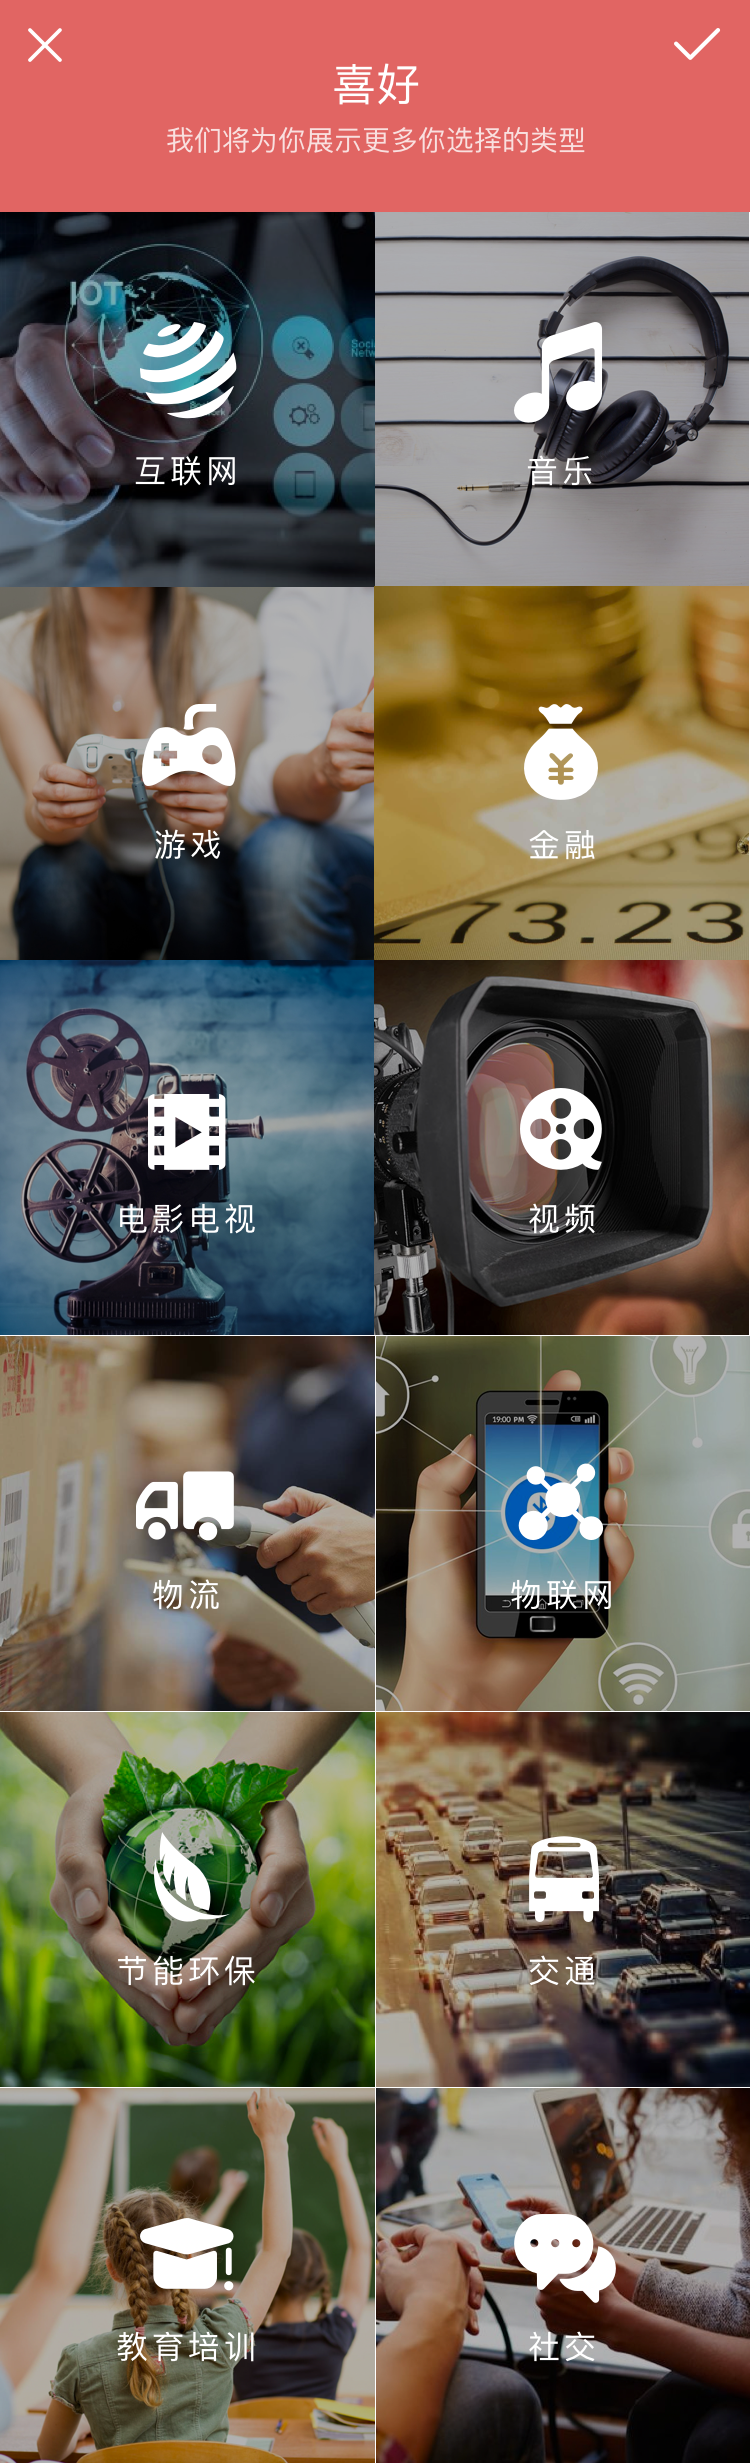 喜好
我们将为你展示更多你选择的类型
IOT
互联网
音乐
游戏
金融
73.23
电影电视
视频
19:00 PM
物流
物联网
节能环保
交通
教育培训
社交